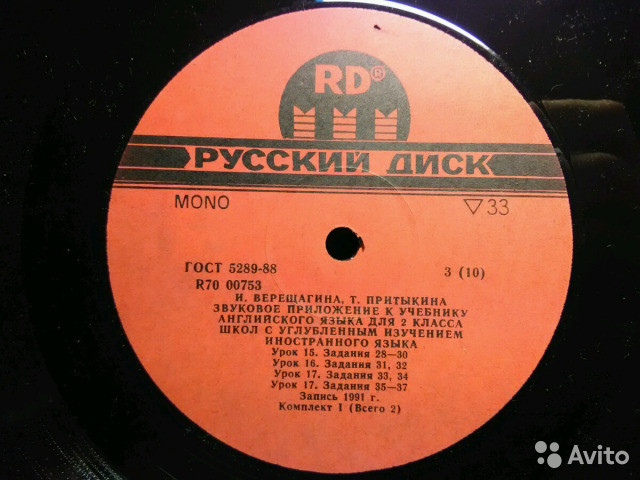 RD®
РУССКИЙ ДИСК
MONO ▽ 33
ГОСТ 5289-88 3 (10)
R70 00753
И. ВЕРЕЩАГИНА, Т. ПРИТЫКИНА
ЗВУКОВОЕ ПРИЛОЖЕНИЕ К УЧЕБНИКУ
АНГЛИЙСКОГО ЯЗЫКА ДЛЯ 2 КЛАССА
ШКОЛ С УГЛУБЛЕННЫМ ИЗУЧЕНИЕМ
ИНОСТРАННОГО ЯЗЫКА
Урок 15. Задания 28—30
Урок 16. Задания 31, 32
Урок 17. Задания 33, 34
Урок 17. Задания 35—37
Запись 1991 г.
Комплект I (Всего 2)
Avito